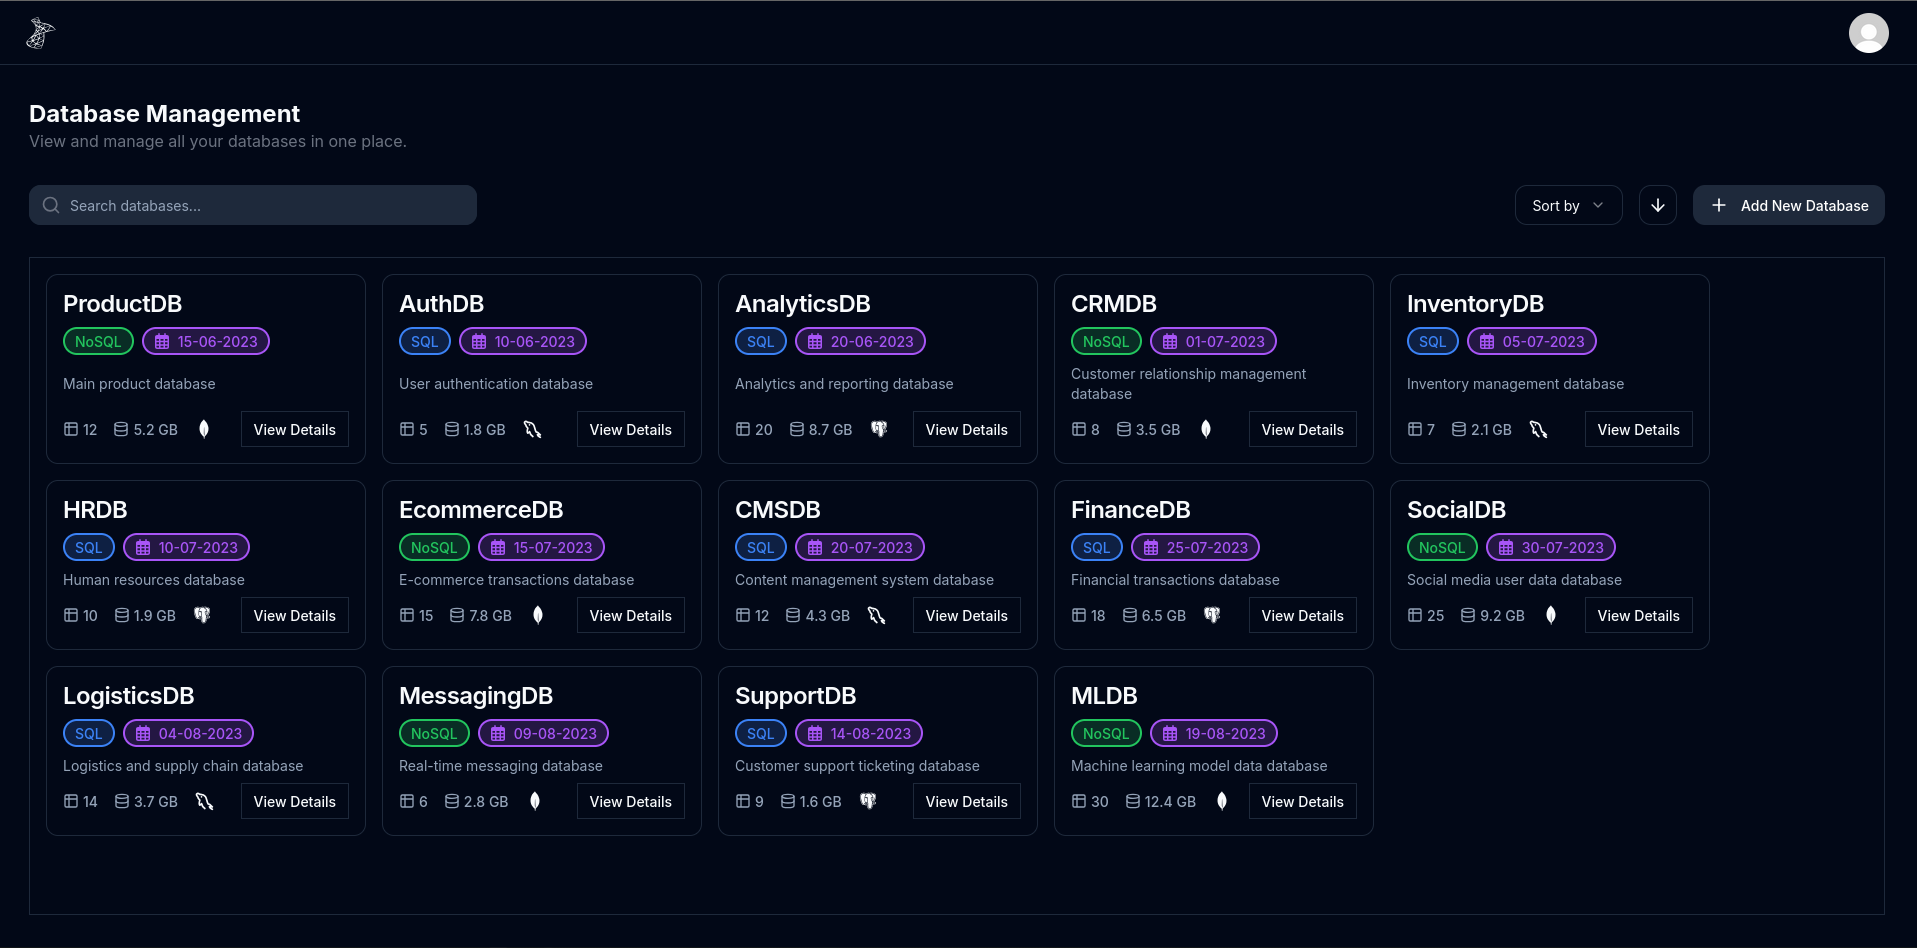 Database Management
View and manage all your databases in one place.
Search databases...
Sort by
Add New Database
ProductDB
NoSQL 15-06-2023
Main product database
12 5.2 GB View Details
AuthDB
SQL 10-06-2023
User authentication database
5 1.8 GB View Details
AnalyticsDB
SQL 20-06-2023
Analytics and reporting database
20 8.7 GB View Details
CRMDB
NoSQL 01-07-2023
Customer relationship management
database
8 3.5 GB View Details
InventoryDB
SQL 05-07-2023
Inventory management database
7 2.1 GB View Details
HRDB
SQL 10-07-2023
Human resources database
10 1.9 GB View Details
EcommerceDB
NoSQL 15-07-2023
E-commerce transactions database
15 7.8 GB View Details
CMSDB
SQL 20-07-2023
Content management system database
12 4.3 GB View Details
FinanceDB
SQL 25-07-2023
Financial transactions database
18 6.5 GB View Details
SocialDB
NoSQL 30-07-2023
Social media user data database
25 9.2 GB View Details
LogisticsDB
SQL 04-08-2023
Logistics and supply chain database
14 3.7 GB View Details
MessagingDB
NoSQL 09-08-2023
Real-time messaging database
6 2.8 GB View Details
SupportDB
SQL 14-08-2023
Customer support ticketing database
9 1.6 GB View Details
MLDB
NoSQL 19-08-2023
Machine learning model data database
30 12.4 GB View Details